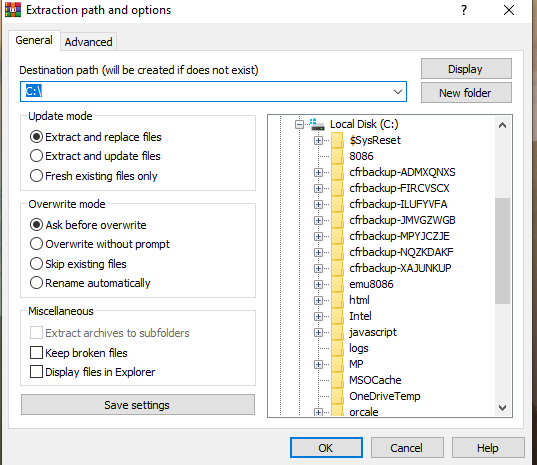 Extraction path and options
General
Advanced
Destination path (will be created if does not exist)
Display
C:\
New folder
Update mode
Extract and replace files
Extract and update files
Fresh existing files only
Overwrite mode
Ask before overwrite
Overwrite without prompt
Skip existing files
Rename automatically
Miscellaneous
Extract archives to subfolders
Keep broken files
Display files in Explorer
Save settings
Local Disk (C:)
$SysReset
8086
cfrbackup-ADMXQNXS
cfrbackup-FIRCVSCX
cfrbackup-ILUFYVFA
cfrbackup-JMVGZWGB
cfrbackup-MPYJCZJE
cfrbackup-NQZKDAKF
cfrbackup-XAJUNKUP
emu8086
html
Intel
javascript
logs
MP
MSOCache
OneDriveTemp
orcale
OK
Cancel
Help